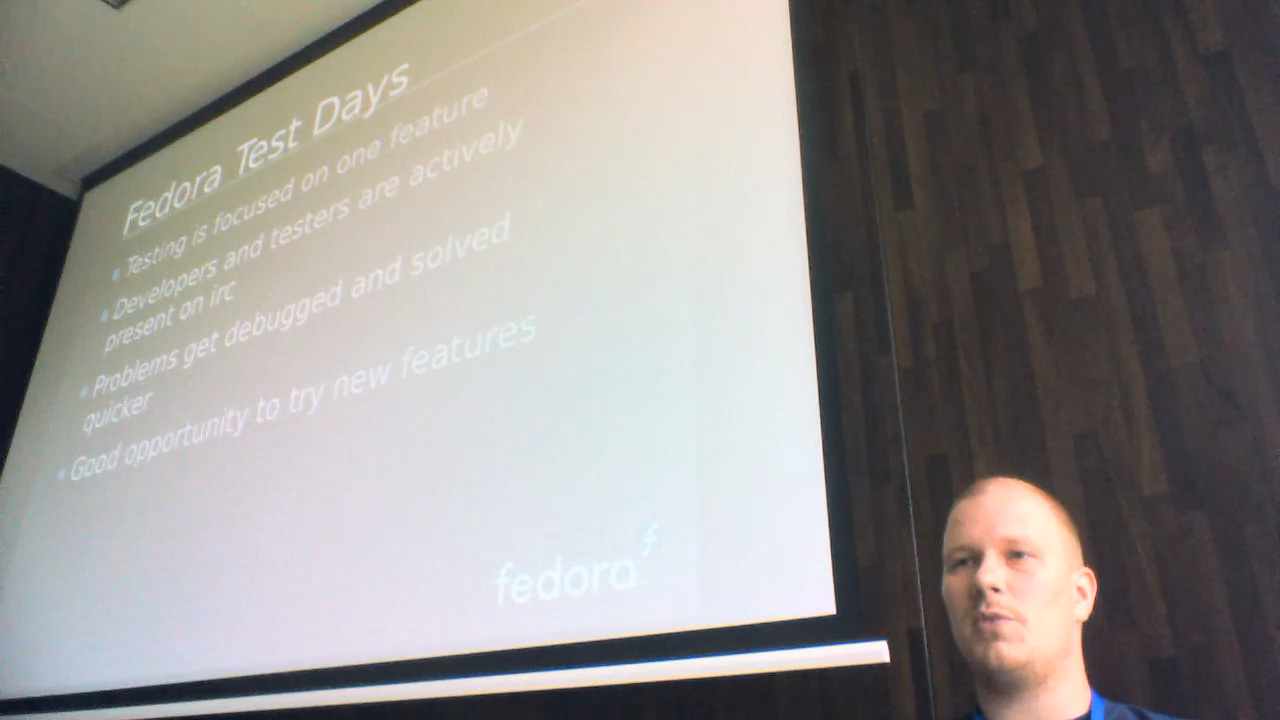 Fedora Test Days
Testing is focused on one feature
Developers and testers are actively
present on irc
Problems get debugged and solved
quicker
Good opportunity to try new features
fedora f